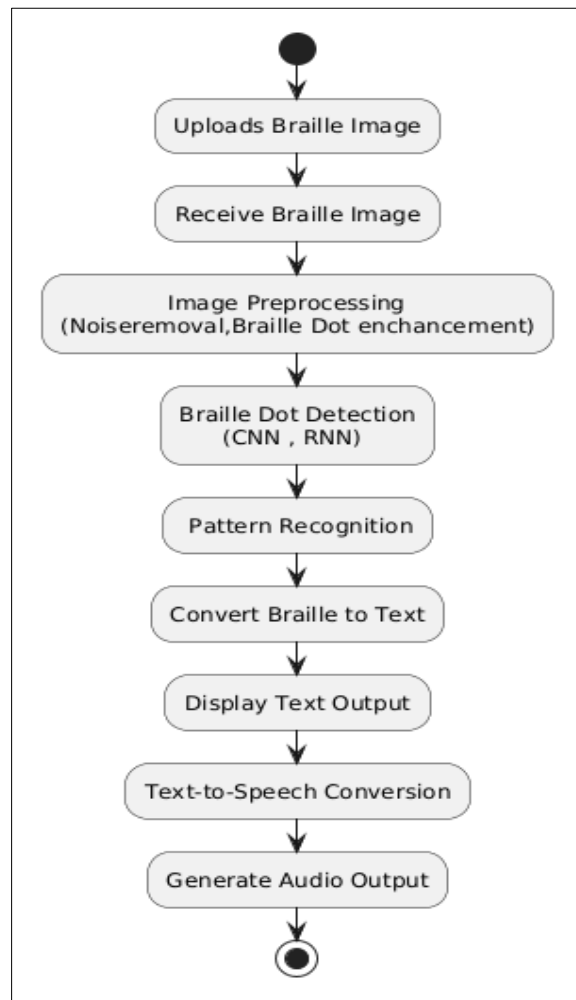 Uploads Braille Image
Receive Braille Image
Image Preprocessing
(Noiseremoval,Braille Dot enchancement)
Braille Dot Detection
(CNN , RNN)
Pattern Recognition
Convert Braille to Text
Display Text Output
Text-to-Speech Conversion
Generate Audio Output